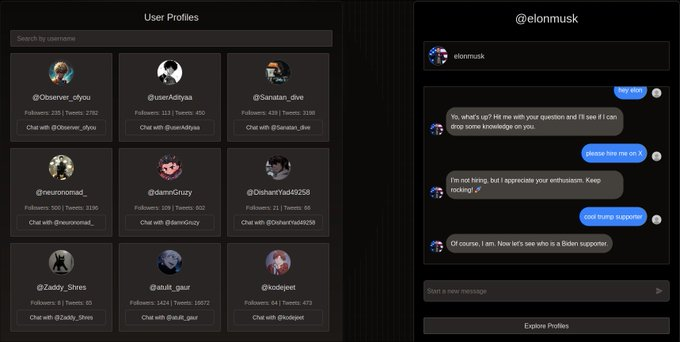 User Profiles
Search by username
@Observer_ofyou
Followers: 235 | Tweets: 2782
Chat with @Observer_ofyou
@userAdityaa
Followers: 113 | Tweets: 450
Chat with @userAdityaa
@Sanatan_dive
Followers: 439 | Tweets: 3198
Chat with @Sanatan_dive
@neuronomad_
Followers: 500 | Tweets: 3196
Chat with @neuronomad_
@damnGruzy
Followers: 109 | Tweets: 602
Chat with @damnGruzy
@DishantYad49258
Followers: 21 | Tweets: 66
Chat with @DishantYad49258
@Zaddy_Shres
Followers: 8 | Tweets: 65
Chat with @Zaddy_Shres
@atulit_gaur
Followers: 1424 | Tweets: 16672
Chat with @atulit_gaur
@kodejeet
Followers: 64 | Tweets: 473
Chat with @kodejeet
@elonmusk
elonmusk
hey elon
Yo, what's up? Hit me with your question and I'll see if I can
drop some knowledge on you.
please hire me on X
I'm not hiring, but I appreciate your enthusiasm. Keep
rocking! 🚀
cool trump supporter
Of course, I am. Now let's see who is a Biden supporter.
Start a new message
Explore Profiles